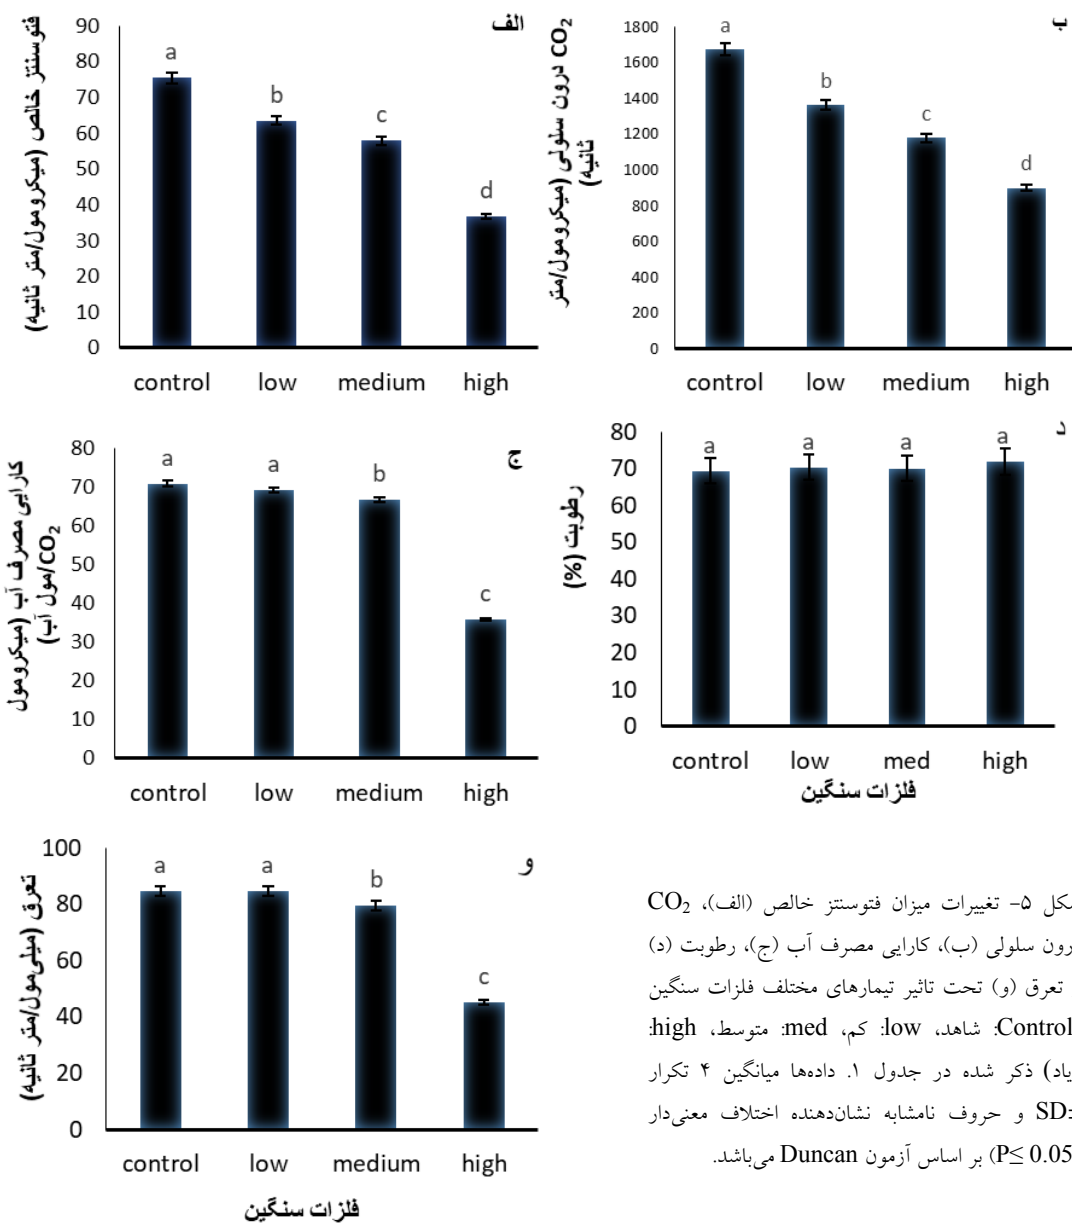 الف
فتوسنتز خالص (میکرومول/متر ثانیه)
90
80
70
60
50
40
30
20
10
0
a
b
c
d
control low medium high
ب
CO2 درون سلولی (میکرومول/متر
ثانیه)
1800
1600
1400
1200
1000
800
600
400
200
0
a
b
c
d
control low medium high
ج
کارایی مصرف آب (میکرومول
CO2/مول آب)
80
70
60
50
40
30
20
10
0
a a b c
control low medium high
د
رطوبت (%)
80
70
60
50
40
30
20
10
0
a a a a
control low med high
فلزات سنگین
و
تعرق (میلی‌مول/متر ثانیه)
100
80
60
40
20
0
a a b c
control low medium high
فلزات سنگین
شکل ۵- تغییرات میزان فتوسنتز خالص (الف)، CO2
درون سلولی (ب)، کارایی مصرف آب (ج)، رطوبت (د)
تعرق (و) تحت تاثیر تیمارهای مختلف فلزات سنگین
Control: شاهد، low: کم، med: متوسط، high:
یاد) ذکر شده در جدول ۱. داده‌ها میانگین ۴ تکرار
SD± و حروف نامشابه نشان‌دهنده اختلاف معنی‌دار
P≤ 0.05) بر اساس آزمون Duncan می‌باشد.